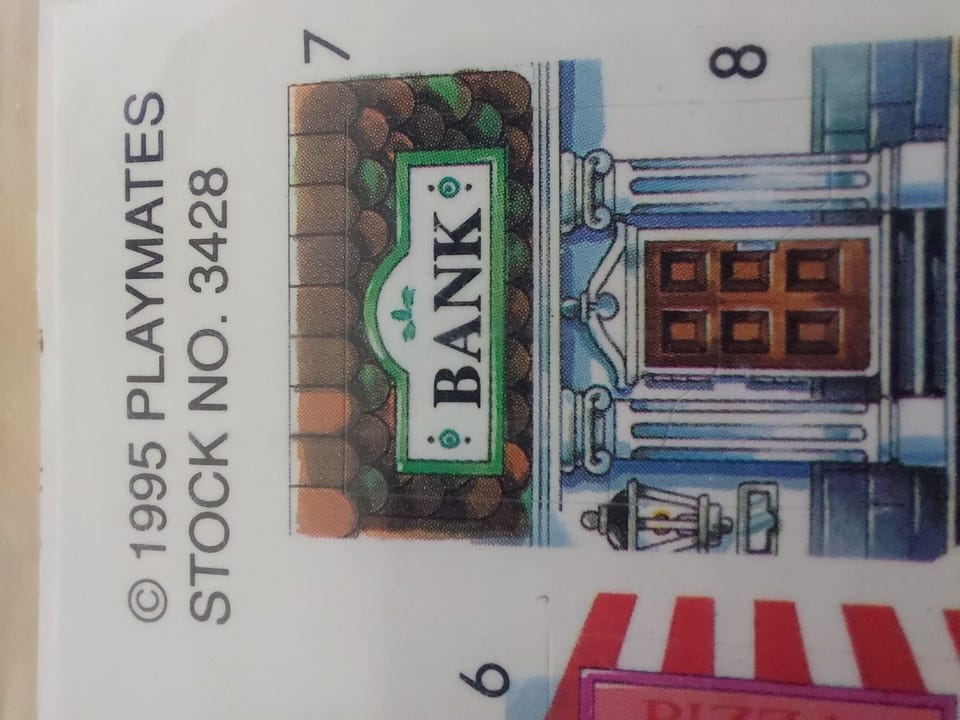 © 1995 PLAYMATES
STOCK NO. 3428
7
BANK
8
6